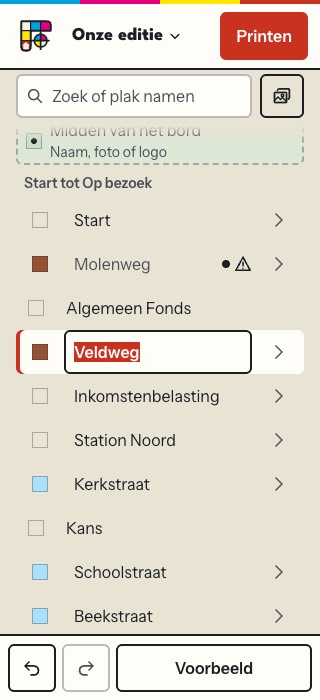 Onze editie
Printen
Zoek of plak namen
Midden van het bord
Naam, foto of logo
Start tot Op bezoek
Start
Molenweg
Algemeen Fonds
Veldweg
Inkomstenbelasting
Station Noord
Kerkstraat
Kans
Schoolstraat
Beekstraat
Voorbeeld